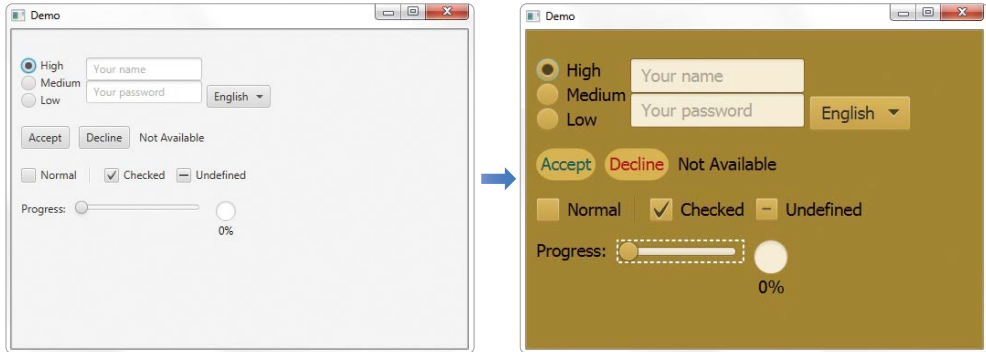 Demo
High
Your name
Medium
Your password
Low
English
Accept Decline Not Available
Normal Checked Undefined
Progress:
0%
Demo
High
Your name
Medium
Your password
Low
English
Accept Decline Not Available
Normal Checked Undefined
Progress:
0%